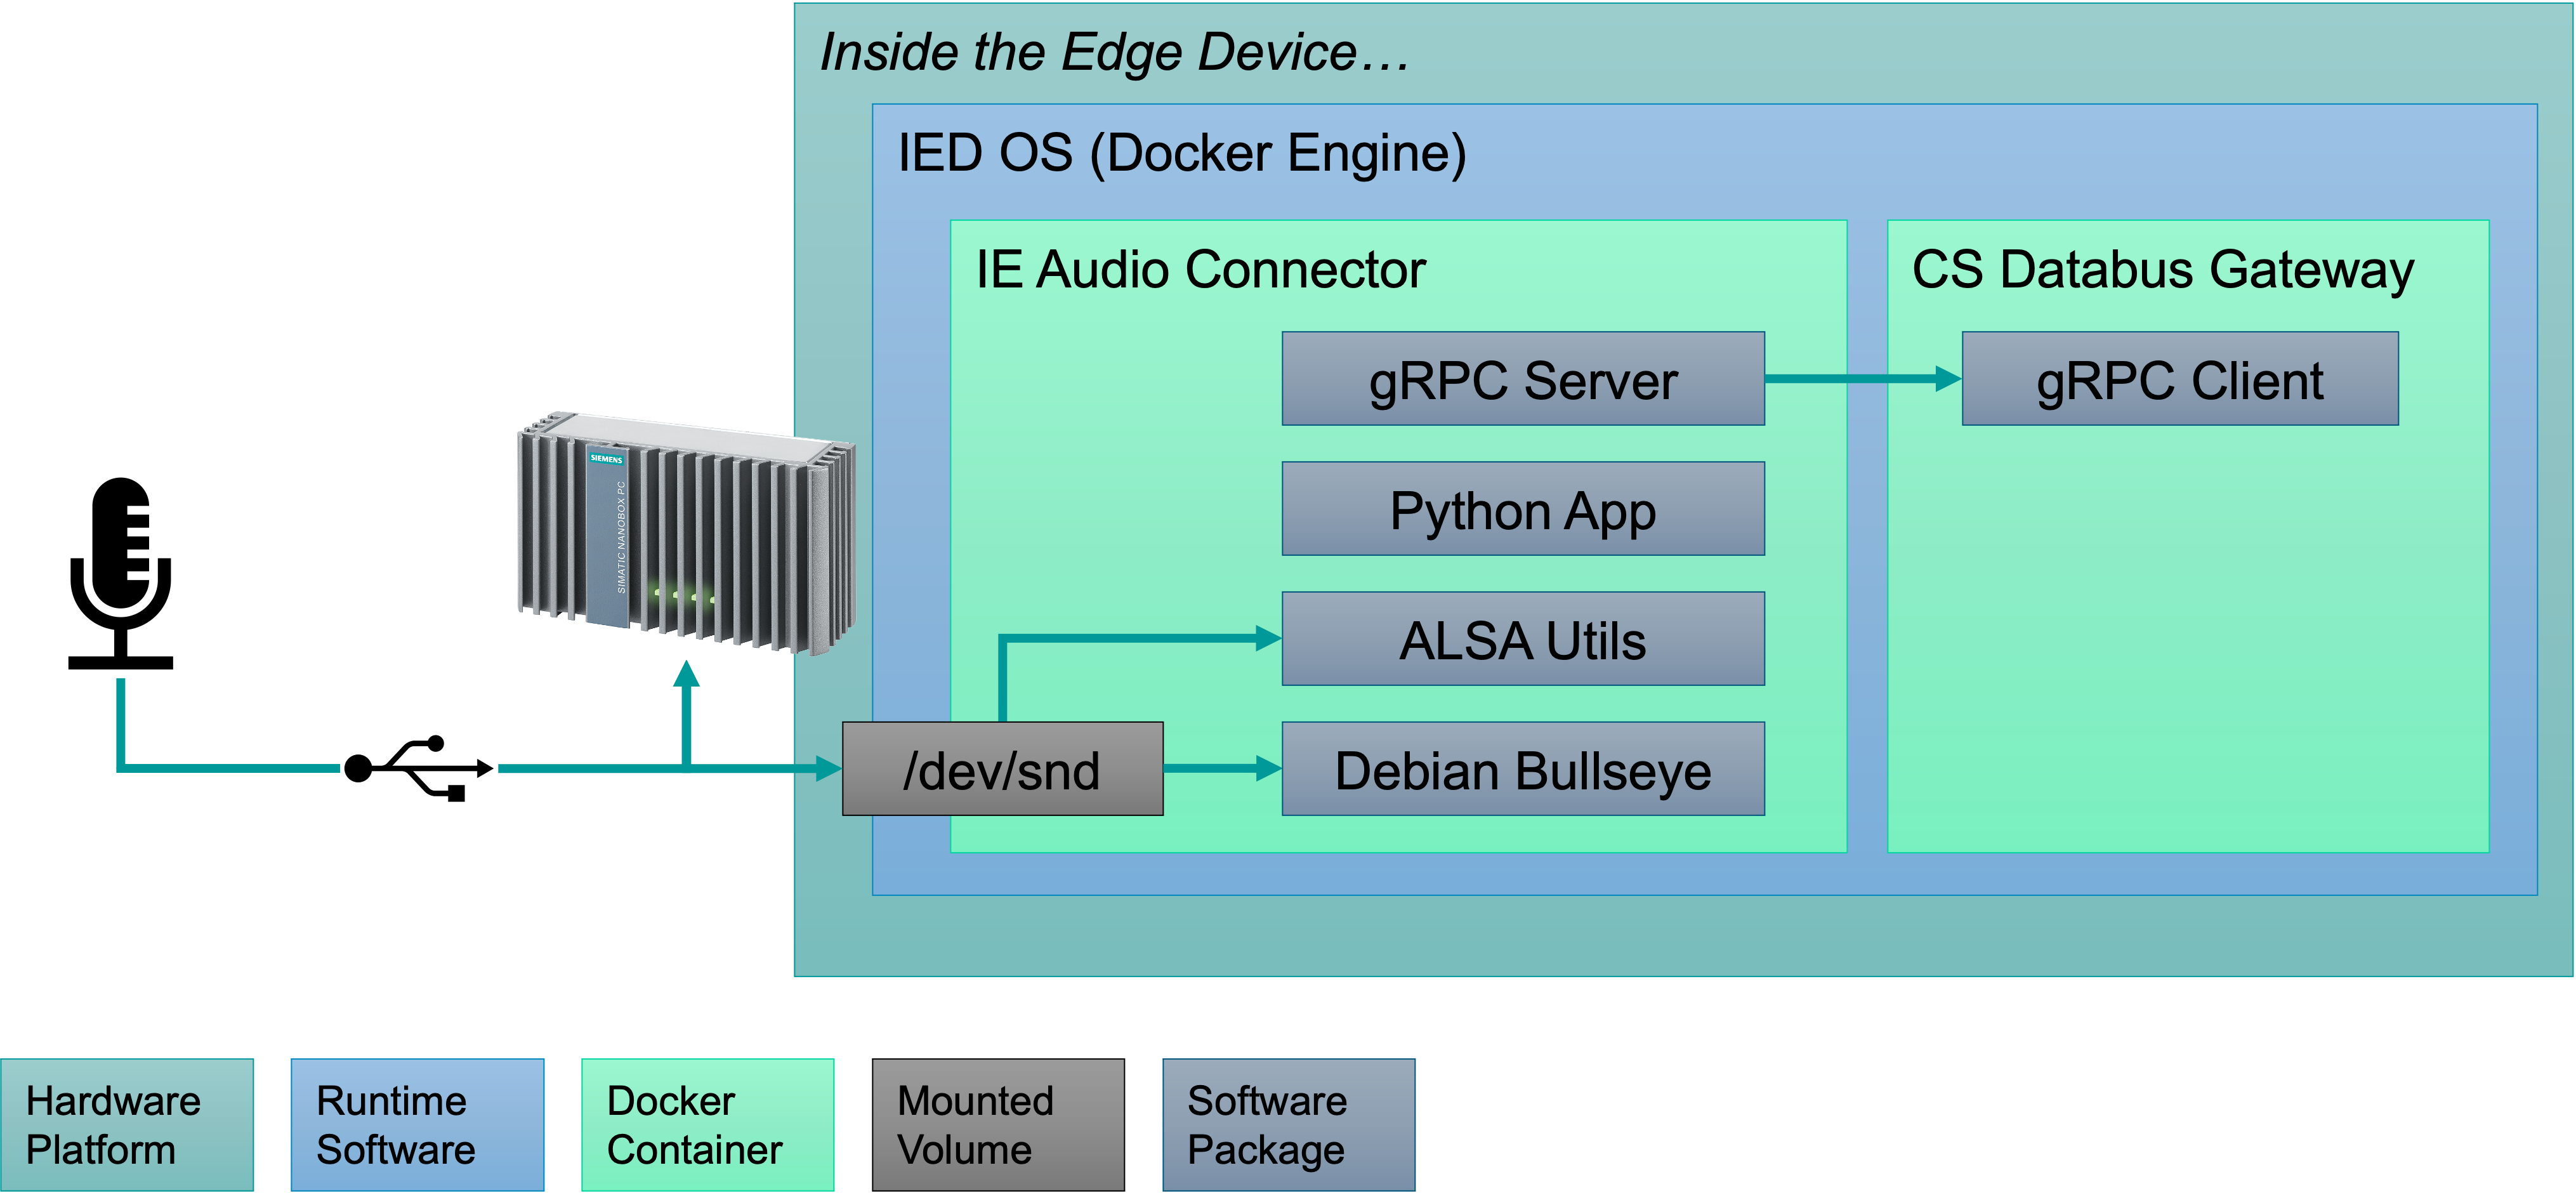 Inside the Edge Device…
IED OS (Docker Engine)
IE Audio Connector
CS Databus Gateway
gRPC Server
gRPC Client
Python App
ALSA Utils
/dev/snd
Debian Bullseye
SIEMENS
SIMATIC NANOBOX PC
Hardware
Platform
Runtime
Software
Docker
Container
Mounted
Volume
Software
Package